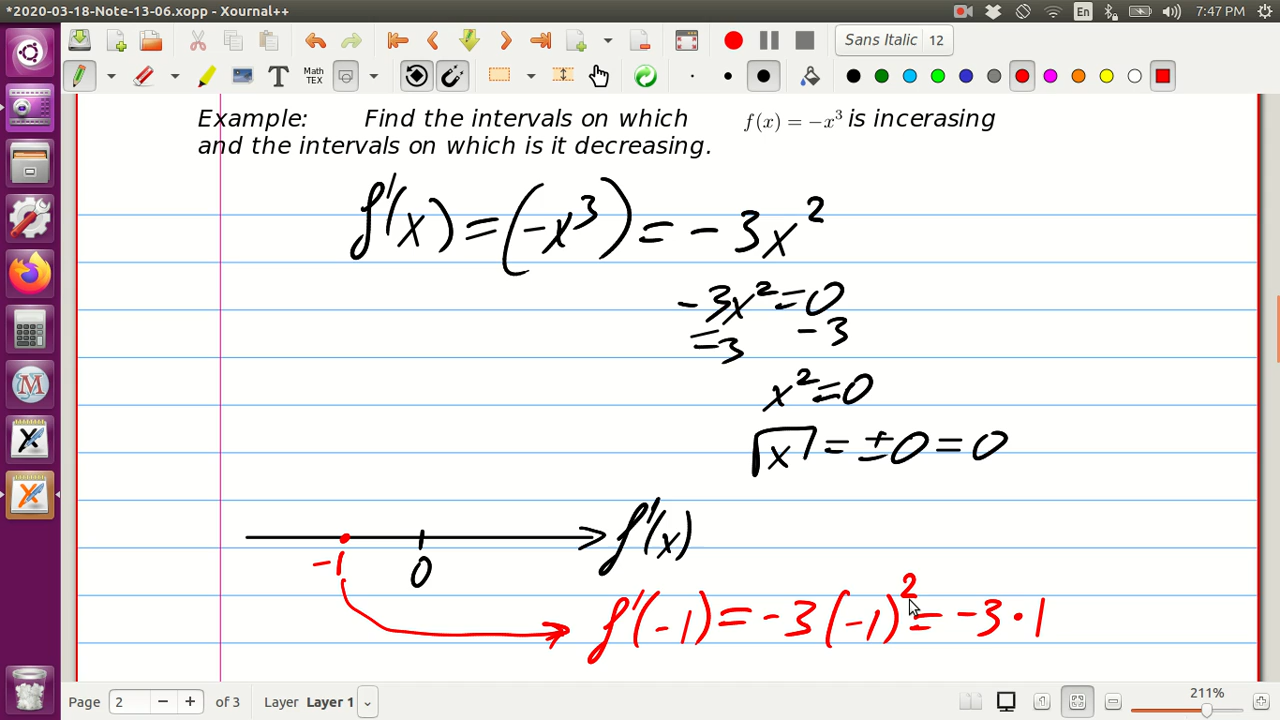 *2020-03-18-Note-13-06.xopp - Xournal++
En
7:47 PM
Math TEX
Sans Italic 12
Example: Find the intervals on which f(x) = −x³ is incerasing
and the intervals on which is it decreasing.
f'(x) = (-x³) = -3x²
-3x² = 0
=3 -3
x² = 0
√x = ±0 = 0
f'(x)
-1 0
f'(-1) = -3(-1)² = -3·1
Page 2 of 3 Layer Layer 1 211%